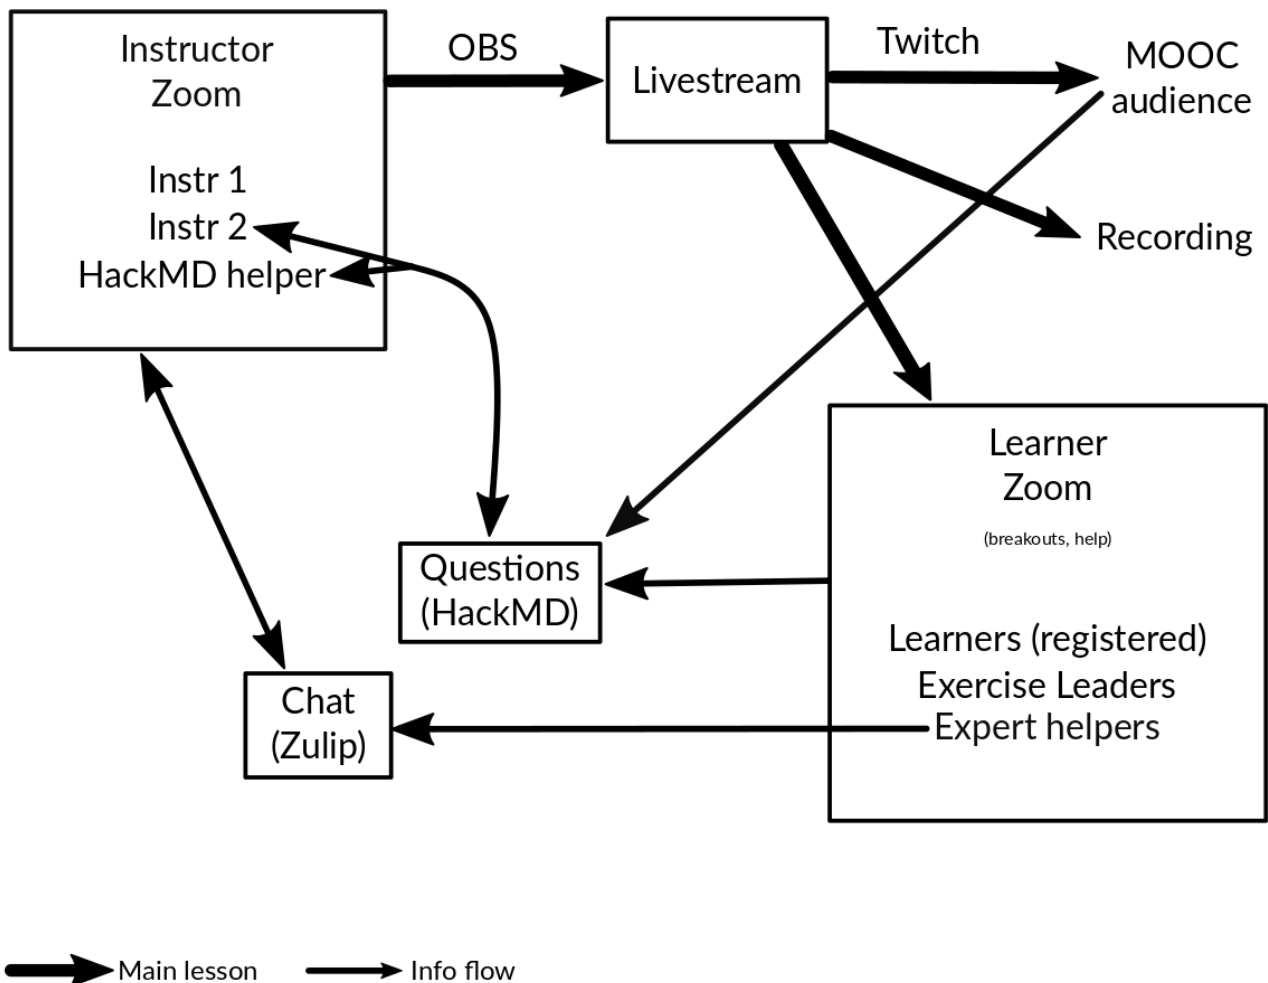 Instructor
Zoom
Instr 1
Instr 2
HackMD helper
OBS
Livestream
Twitch
MOOC
audience
Recording
Learner
Zoom
(breakouts, help)
Learners (registered)
Exercise Leaders
Expert helpers
Questions
(HackMD)
Chat
(Zulip)
Main lesson
Info flow